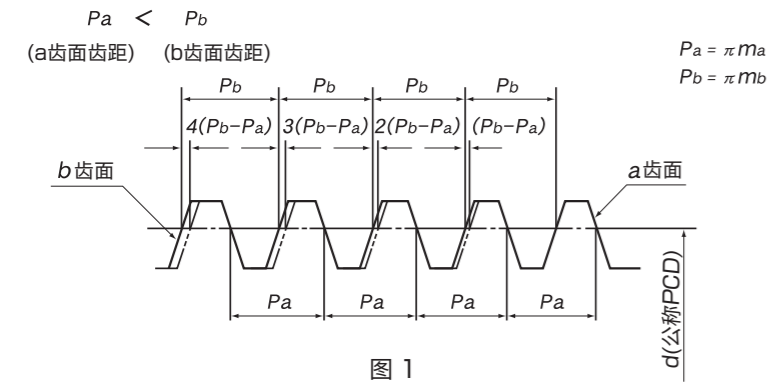 Pa < Pb
(a齿面齿距) (b齿面齿距)
Pa = πma
Pb = πmb
Pb Pb Pb Pb
4(Pb-Pa) 3(Pb-Pa) 2(Pb-Pa) (Pb-Pa)
b齿面
a齿面
Pa Pa Pa Pa
d(公称PCD)
图 1